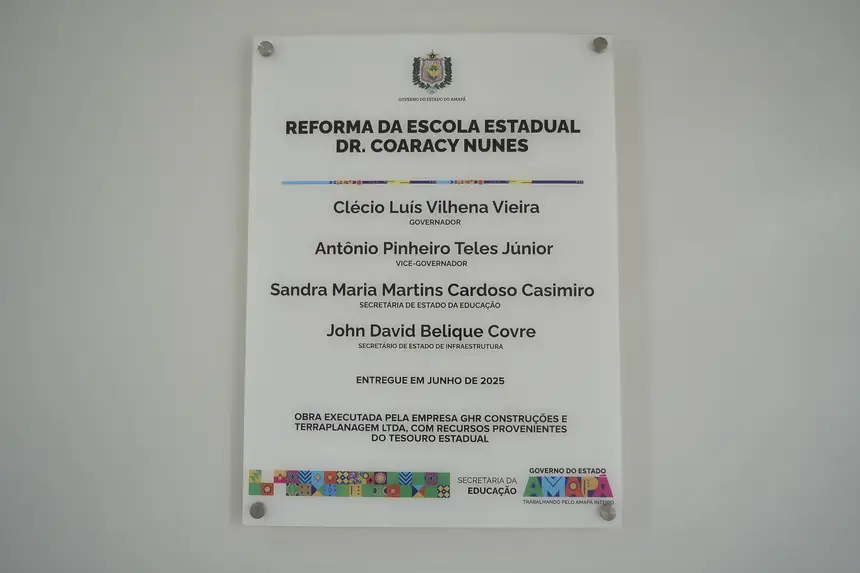 GOVERNO DO ESTADO DO AMAPÁ
REFORMA DA ESCOLA ESTADUAL
DR. COARACY NUNES
Clécio Luís Vilhena Vieira
GOVERNADOR
Antônio Pinheiro Teles Júnior
VICE-GOVERNADOR
Sandra Maria Martins Cardoso Casimiro
SECRETÁRIA DE ESTADO DA EDUCAÇÃO
John David Belique Covre
SECRETÁRIO DE ESTADO DE INFRAESTRUTURA
ENTREGUE EM JUNHO DE 2025
OBRA EXECUTADA PELA EMPRESA GHR CONSTRUÇÕES E
TERRAPLANAGEM LTDA, COM RECURSOS PROVENIENTES
DO TESOURO ESTADUAL
SECRETARIA DA
EDUCAÇÃO
GOVERNO DO ESTADO
AMAPÁ
TRABALHANDO PELO AMAPÁ INTEIRO